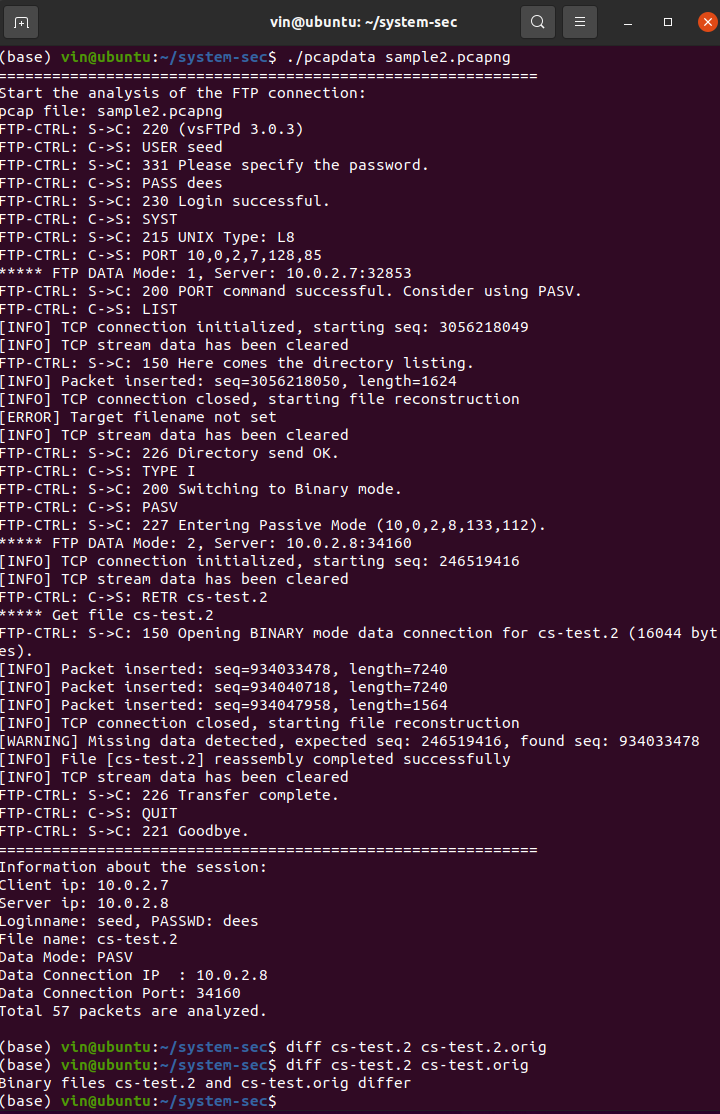 vin@ubuntu: ~/system-sec
(base) vin@ubuntu:~/system-sec$ ./pcapdata sample2.pcapng
============================================================
Start the analysis of the FTP connection:
pcap file: sample2.pcapng
FTP-CTRL: S->C: 220 (vsFTPd 3.0.3)
FTP-CTRL: C->S: USER seed
FTP-CTRL: S->C: 331 Please specify the password.
FTP-CTRL: C->S: PASS dees
FTP-CTRL: S->C: 230 Login successful.
FTP-CTRL: C->S: SYST
FTP-CTRL: S->C: 215 UNIX Type: L8
FTP-CTRL: C->S: PORT 10,0,2,7,128,85
***** FTP DATA Mode: 1, Server: 10.0.2.7:32853
FTP-CTRL: S->C: 200 PORT command successful. Consider using PASV.
FTP-CTRL: C->S: LIST
[INFO] TCP connection initialized, starting seq: 3056218049
[INFO] TCP stream data has been cleared
FTP-CTRL: S->C: 150 Here comes the directory listing.
[INFO] Packet inserted: seq=3056218050, length=1624
[INFO] TCP connection closed, starting file reconstruction
[ERROR] Target filename not set
[INFO] TCP stream data has been cleared
FTP-CTRL: S->C: 226 Directory send OK.
FTP-CTRL: C->S: TYPE I
FTP-CTRL: S->C: 200 Switching to Binary mode.
FTP-CTRL: C->S: PASV
FTP-CTRL: S->C: 227 Entering Passive Mode (10,0,2,8,133,112).
***** FTP DATA Mode: 2, Server: 10.0.2.8:34160
[INFO] TCP connection initialized, starting seq: 246519416
[INFO] TCP stream data has been cleared
FTP-CTRL: C->S: RETR cs-test.2
***** Get file cs-test.2
FTP-CTRL: S->C: 150 Opening BINARY mode data connection for cs-test.2 (16044 byt
es).
[INFO] Packet inserted: seq=934033478, length=7240
[INFO] Packet inserted: seq=934040718, length=7240
[INFO] Packet inserted: seq=934047958, length=1564
[INFO] TCP connection closed, starting file reconstruction
[WARNING] Missing data detected, expected seq: 246519416, found seq: 934033478
[INFO] File [cs-test.2] reassembly completed successfully
[INFO] TCP stream data has been cleared
FTP-CTRL: S->C: 226 Transfer complete.
FTP-CTRL: C->S: QUIT
FTP-CTRL: S->C: 221 Goodbye.
============================================================
Information about the session:
Client ip: 10.0.2.7
Server ip: 10.0.2.8
Loginname: seed, PASSWD: dees
File name: cs-test.2
Data Mode: PASV
Data Connection IP  : 10.0.2.8
Data Connection Port: 34160
Total 57 packets are analyzed.
(base) vin@ubuntu:~/system-sec$ diff cs-test.2 cs-test.2.orig
(base) vin@ubuntu:~/system-sec$ diff cs-test.2 cs-test.orig
Binary files cs-test.2 and cs-test.orig differ
(base) vin@ubuntu:~/system-sec$